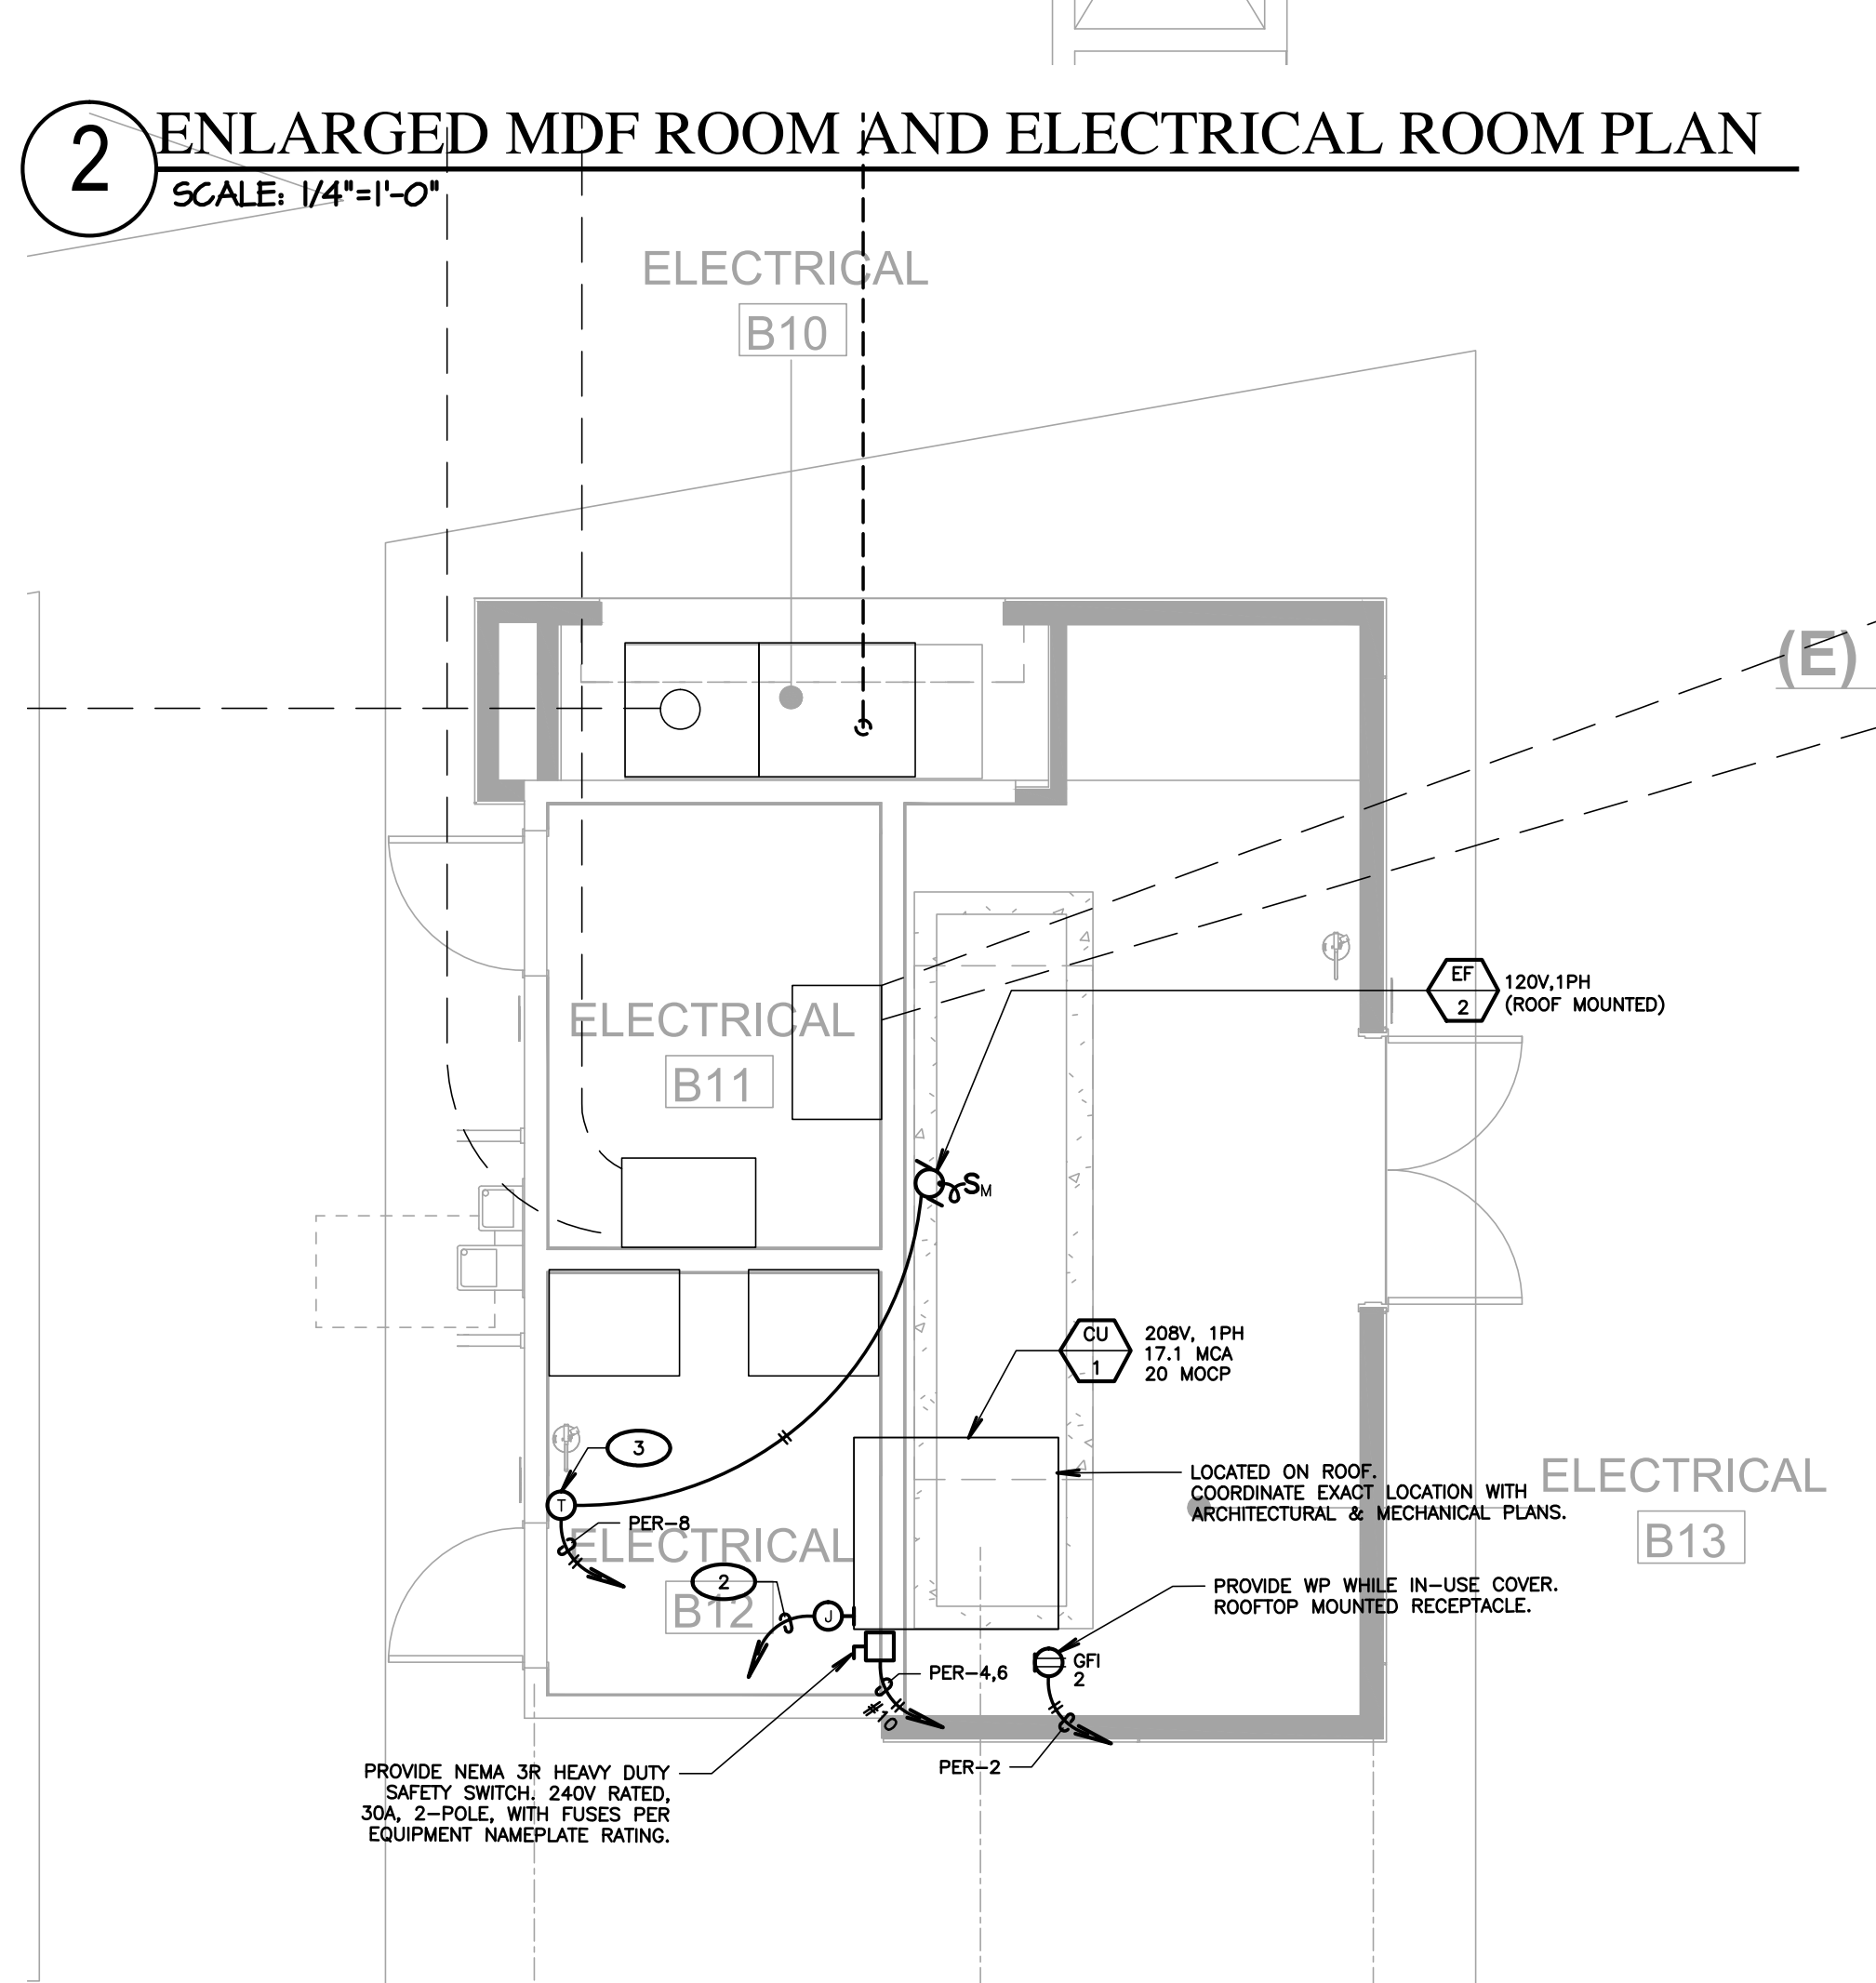 2
ENLARGED MDF ROOM AND ELECTRICAL ROOM PLAN
SCALE: 1/4"=1'-0"
ELECTRICAL
B10
(E)
EF
2
120V,1PH
(ROOF MOUNTED)
ELECTRICAL
B11
SM
CU
1
208V, 1PH
17.1 MCA
20 MOCP
3
T
PER-8
LOCATED ON ROOF.
COORDINATE EXACT LOCATION WITH
ARCHITECTURAL & MECHANICAL PLANS.
ELECTRICAL
B13
ELECTRICAL
B12
2
J
PROVIDE WP WHILE IN-USE COVER.
ROOFTOP MOUNTED RECEPTACLE.
GFI
2
PER-4,6
#10
PER-2
PROVIDE NEMA 3R HEAVY DUTY
SAFETY SWITCH. 240V RATED,
30A, 2-POLE, WITH FUSES PER
EQUIPMENT NAMEPLATE RATING.